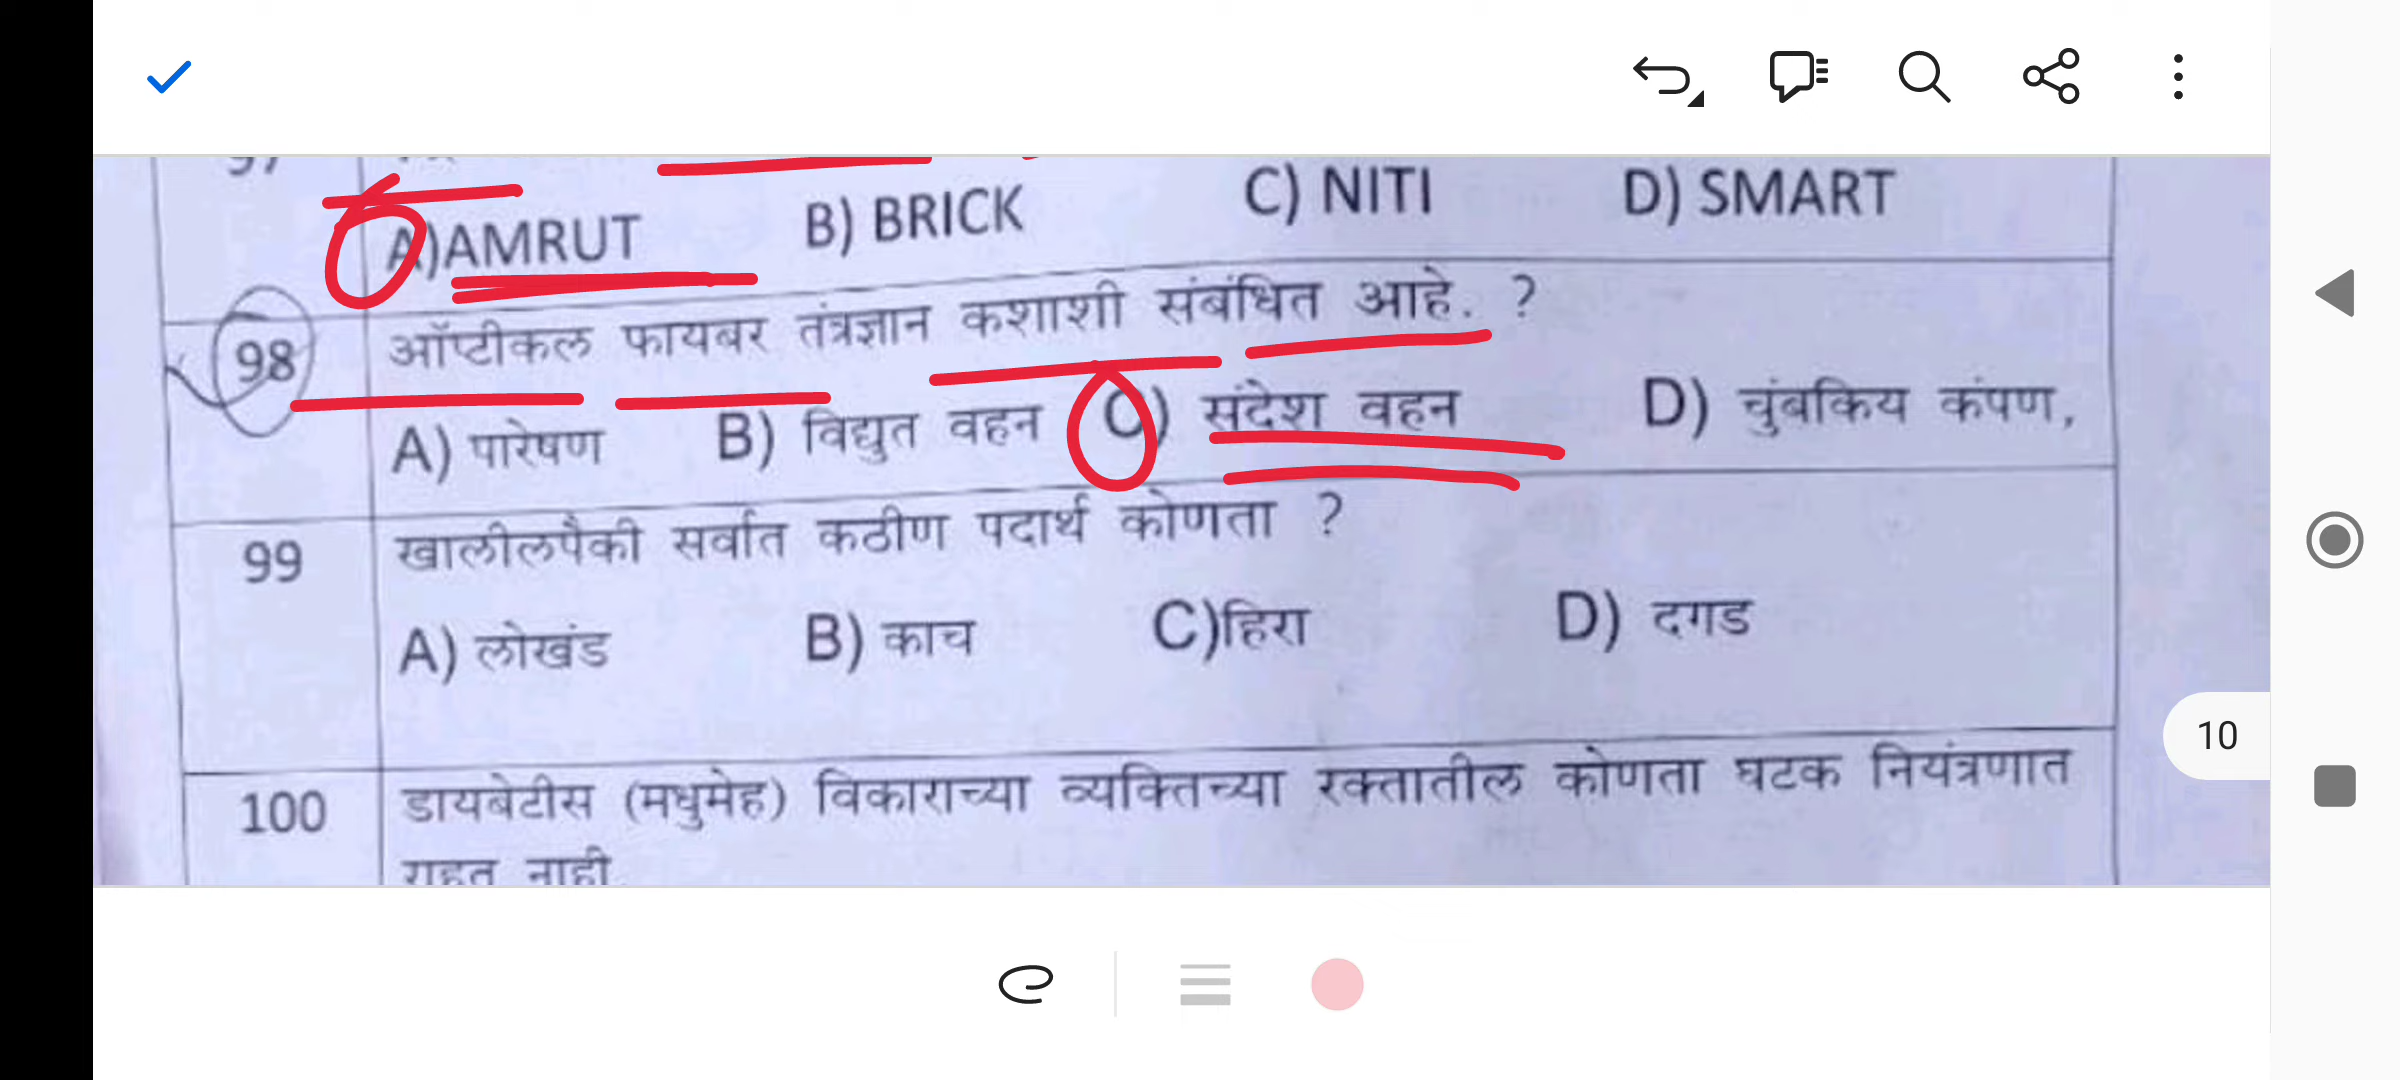 A)AMRUT B) BRICK C) NITI D) SMART
98 ऑप्टीकल फायबर तंत्रज्ञान कशाशी संबंधित आहे. ?
A) पारेषण B) विद्युत वहन C) संदेश वहन D) चुंबकिय कंपण,
99 खालीलपैकी सर्वात कठीण पदार्थ कोणता ?
A) लोखंड B) काच C)हिरा D) दगड
10
100 डायबेटीस (मधुमेह) विकाराच्या व्यक्तिच्या रक्तातील कोणता घटक नियंत्रणात
राहत नाही